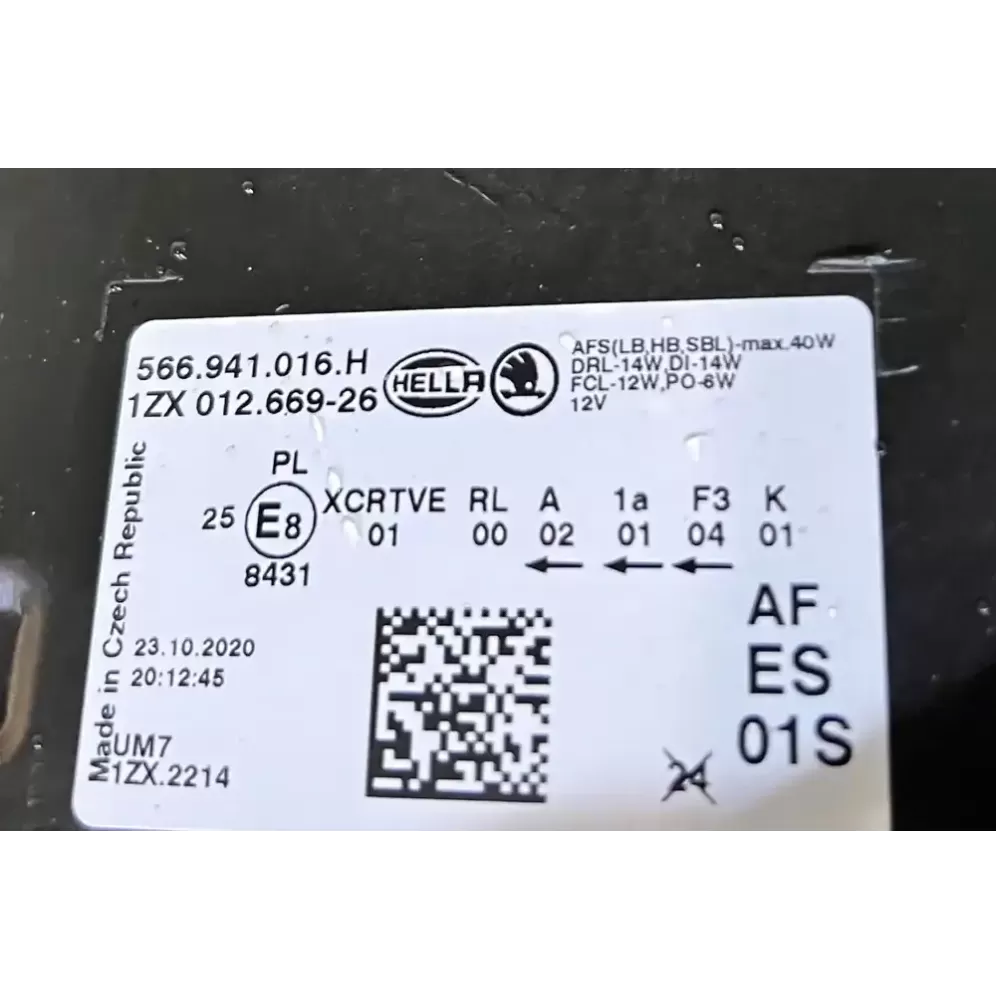 566.941.016.H
1ZX 012.669-26
HELLA
AFS(LB,HB,SBL)-max.40W
DRL-14W,DI-14W
FCL-12W,PO-6W
12V
Made in Czech Republic
PL
25 E8 XCRTVE RL A 1a F3 K
01 00 02 01 04 01
8431
AF
ES
01S
23.10.2020
20:12:45
UM7
1ZX.2214
24